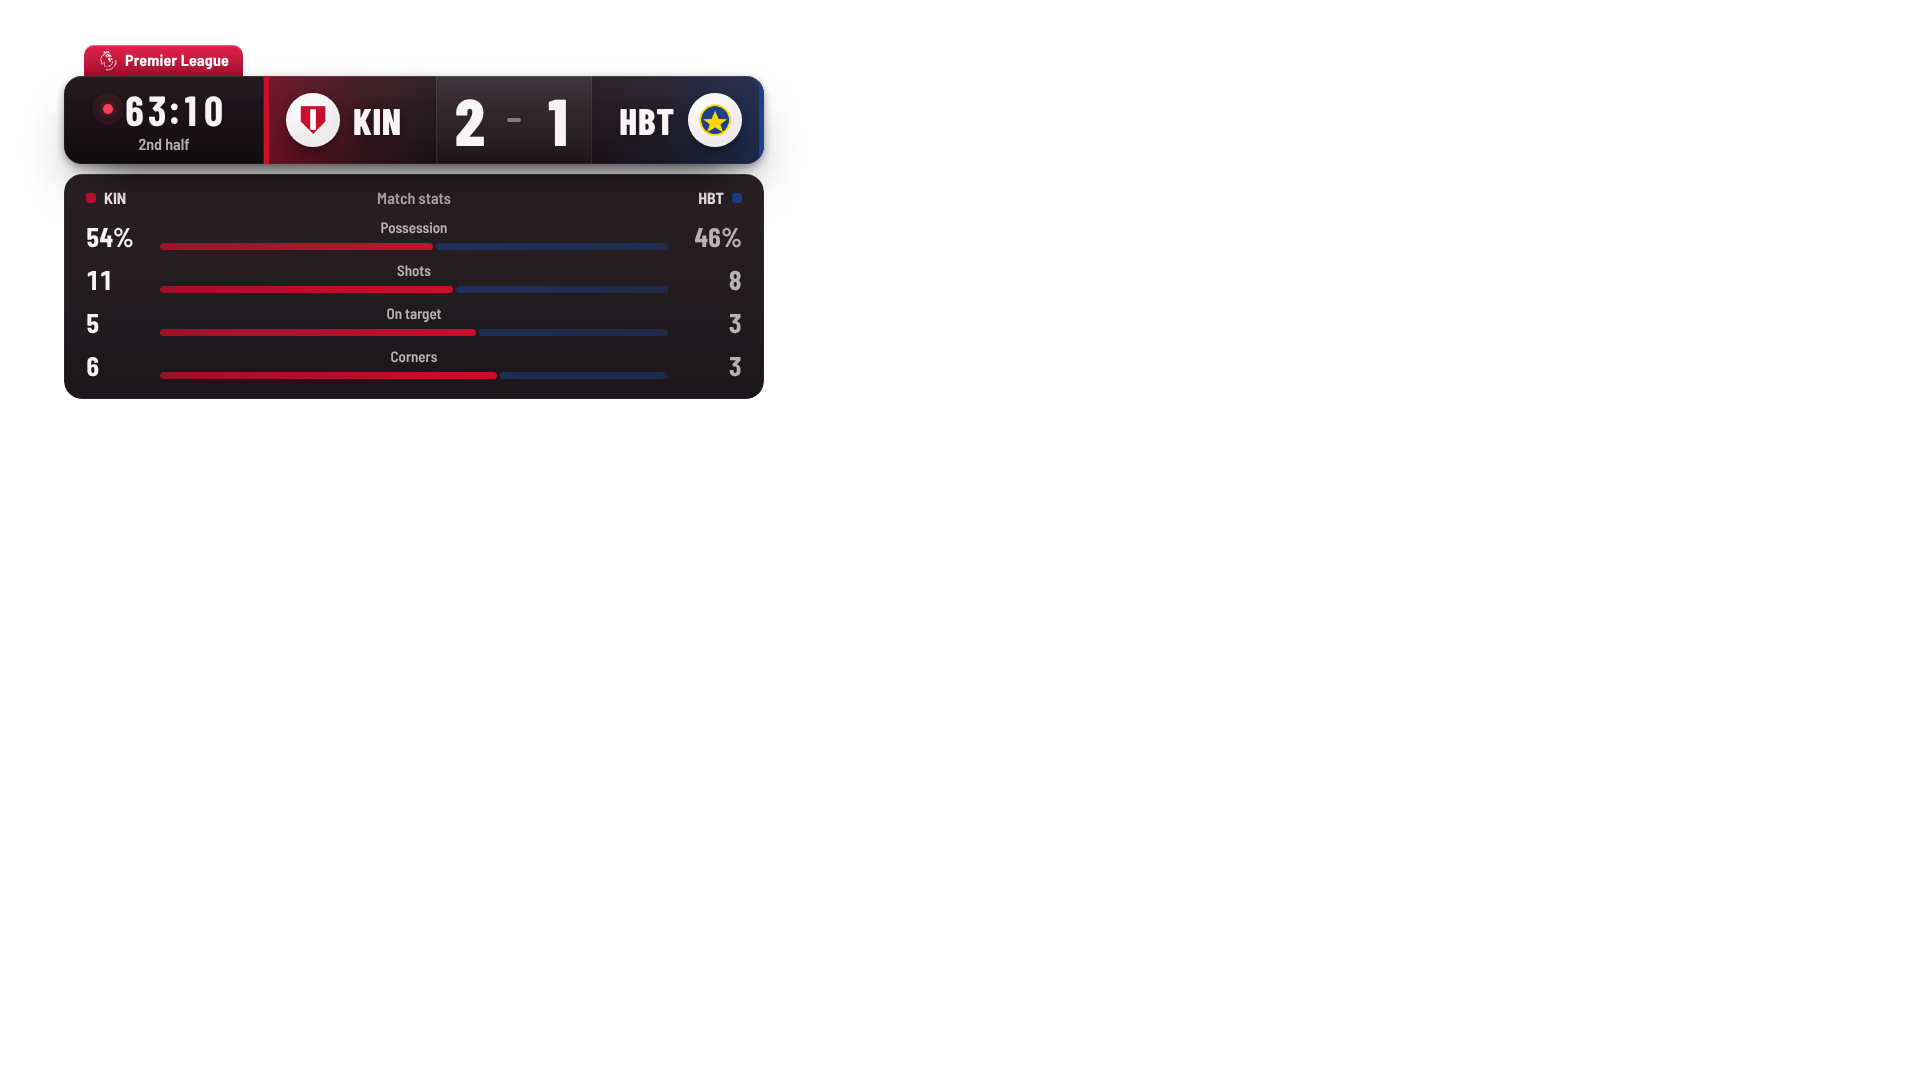 Premier League
63:10
2nd half
KIN
2 - 1
HBT
KIN
Match stats
HBT
Possession
54%
46%
Shots
11
8
On target
5
3
Corners
6
3